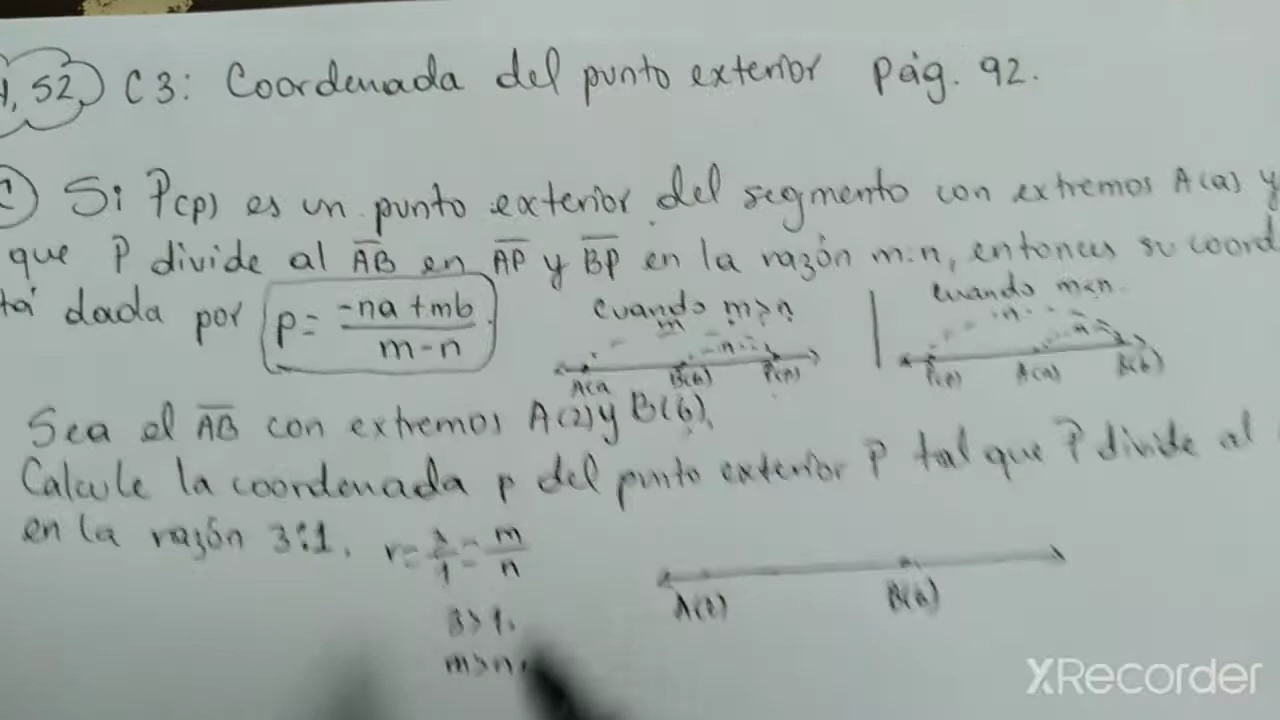 52 C3: Coordenada del punto exterior Pág. 92.
Si P(p) es un punto exterior del segmento con extremos A(a) y
que P divide al AB en AP y BP en la razón m:n, entonces su coord
dada por p = -na + mb / m - n
cuando m > n
m
n
A(a B(b) P(p)
cuando m < n
n
P(p) A(a) B(b)
Sea el AB con extremos A(2) y B(6).
Calcule la coordenada p del punto exterior P tal que P divide al
en la razón 3:1. r = 3/1 = m/n
3 > 1.
m > n.
A(2) B(6)
XRecorder